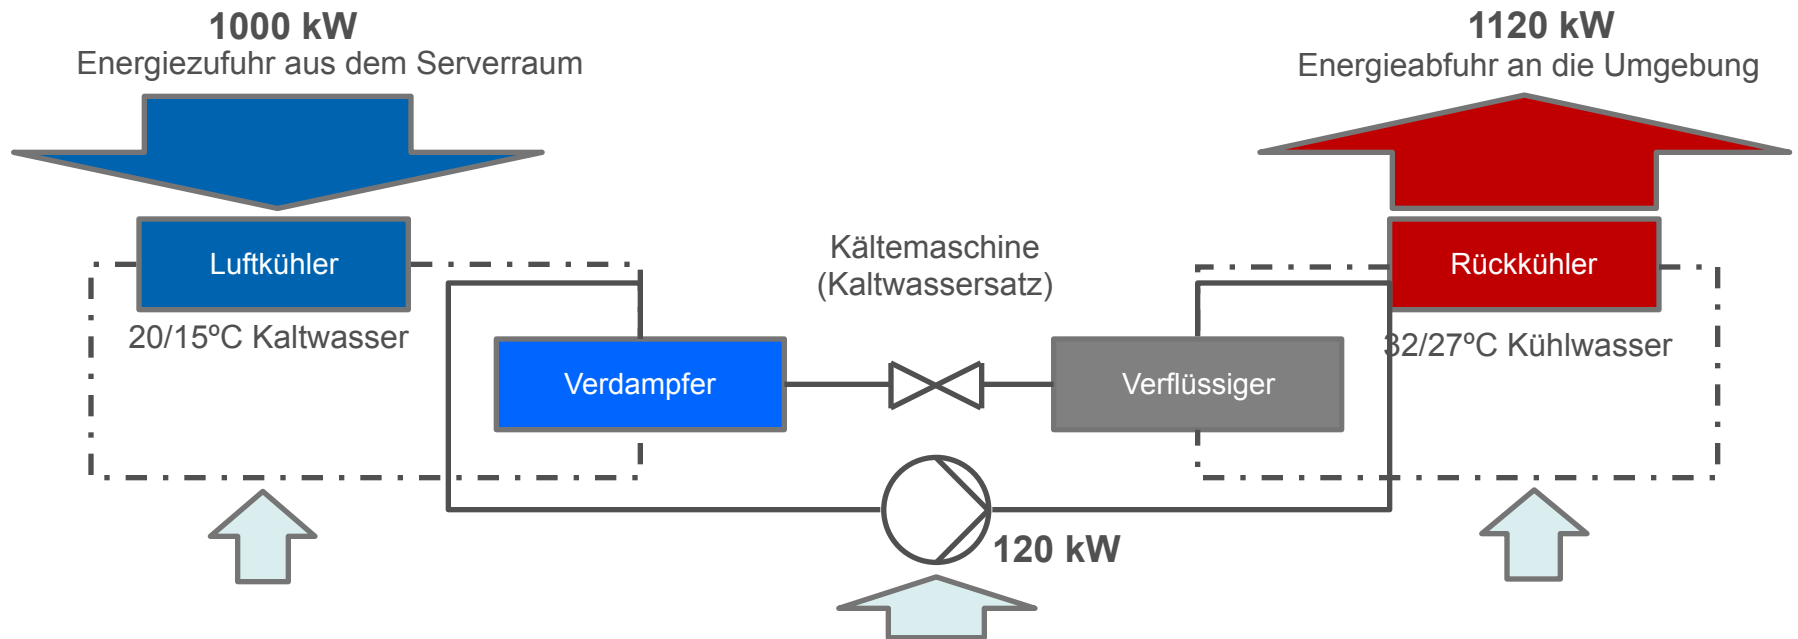 1000 kW
Energiezufuhr aus dem Serverraum
1120 kW
Energieabfuhr an die Umgebung
Luftkühler
Kältemaschine
(Kaltwassersatz)
Rückkühler
20/15ºC Kaltwasser
32/27ºC Kühlwasser
Verdampfer
Verflüssiger
120 kW